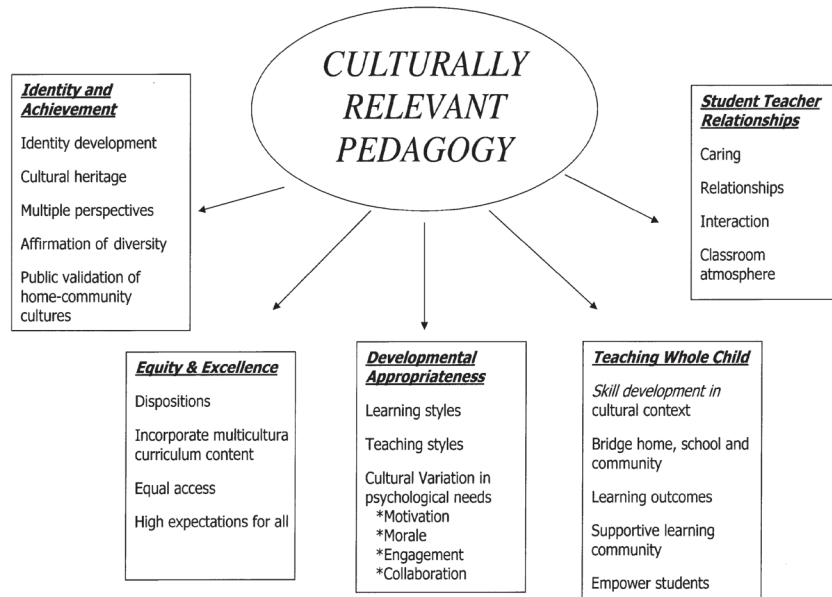 CULTURALLY
RELEVANT
PEDAGOGY
Identity and
Achievement
Identity development
Cultural heritage
Multiple perspectives
Affirmation of diversity
Public validation of
home-community
cultures
Equity & Excellence
Dispositions
Incorporate multicultura
curriculum content
Equal access
High expectations for all
Developmental
Appropriateness
Learning styles
Teaching styles
Cultural Variation in
psychological needs
*Motivation
*Morale
*Engagement
*Collaboration
Teaching Whole Child
Skill development in
cultural context
Bridge home, school and
community
Learning outcomes
Supportive learning
community
Empower students
Student Teacher
Relationships
Caring
Relationships
Interaction
Classroom
atmosphere